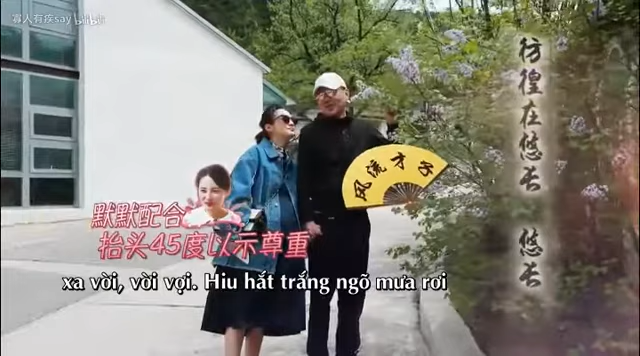 寡人有疾say
bilibili
彷徨在悠长
悠长
风流才子
默默配合
抬头45度以示尊重
xa vời, vời vợi. Hiu hắt trắng ngõ mưa rơi